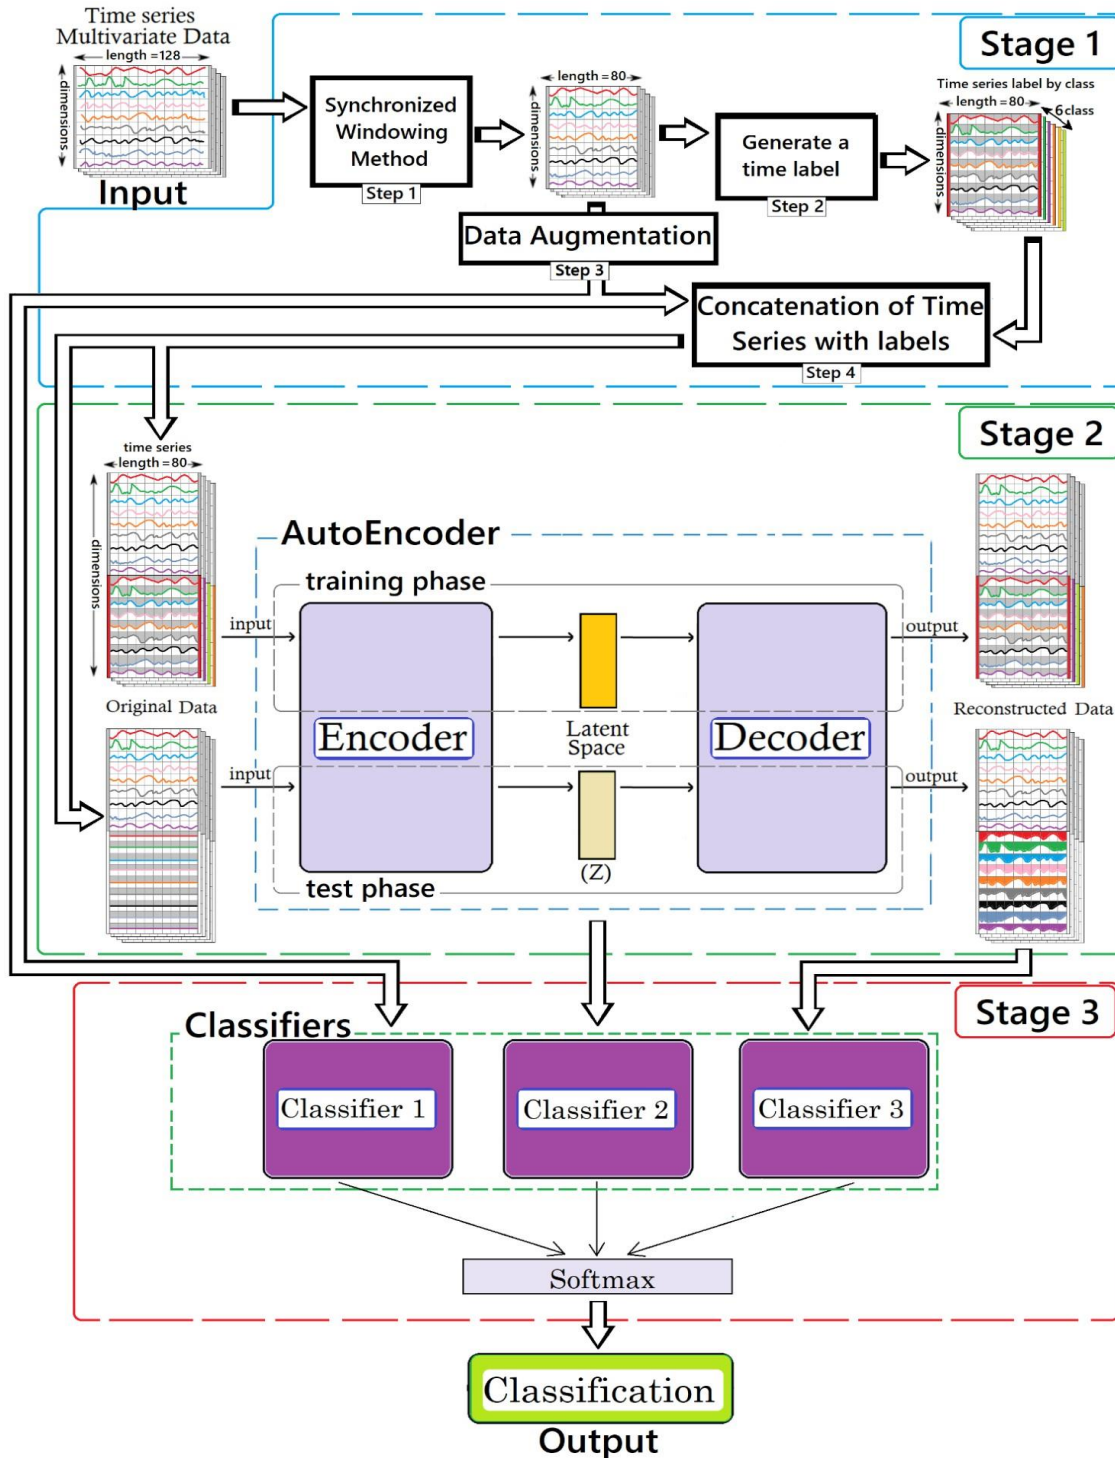 Time series
Multivariate Data
length =128
dimensions
Input
Synchronized
Windowing
Method
Step 1
length =80
dimensions
Generate a
time label
Step 2
Stage 1
Time series label by class
length = 80
6class
dimensions
Data Augmentation
Step 3
Concatenation of Time
Series with labels
Step 4
Stage 2
time series
length =80
dimensions
Original Data
AutoEncoder
training phase
input
output
Encoder
Latent
Space
Decoder
Reconstructed Data
input
output
(Z)
test phase
Stage 3
Classifiers
Classifier 1
Classifier 2
Classifier 3
Softmax
Classification
Output